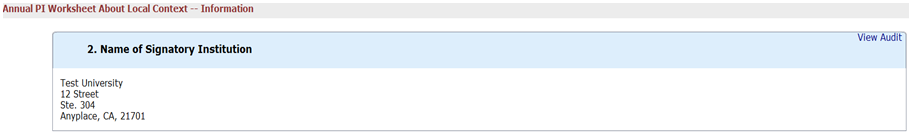 Annual PI Worksheet About Local Context -- Information
View Audit
2. Name of Signatory Institution
Test University
12 Street
Ste. 304
Anyplace, CA, 21701